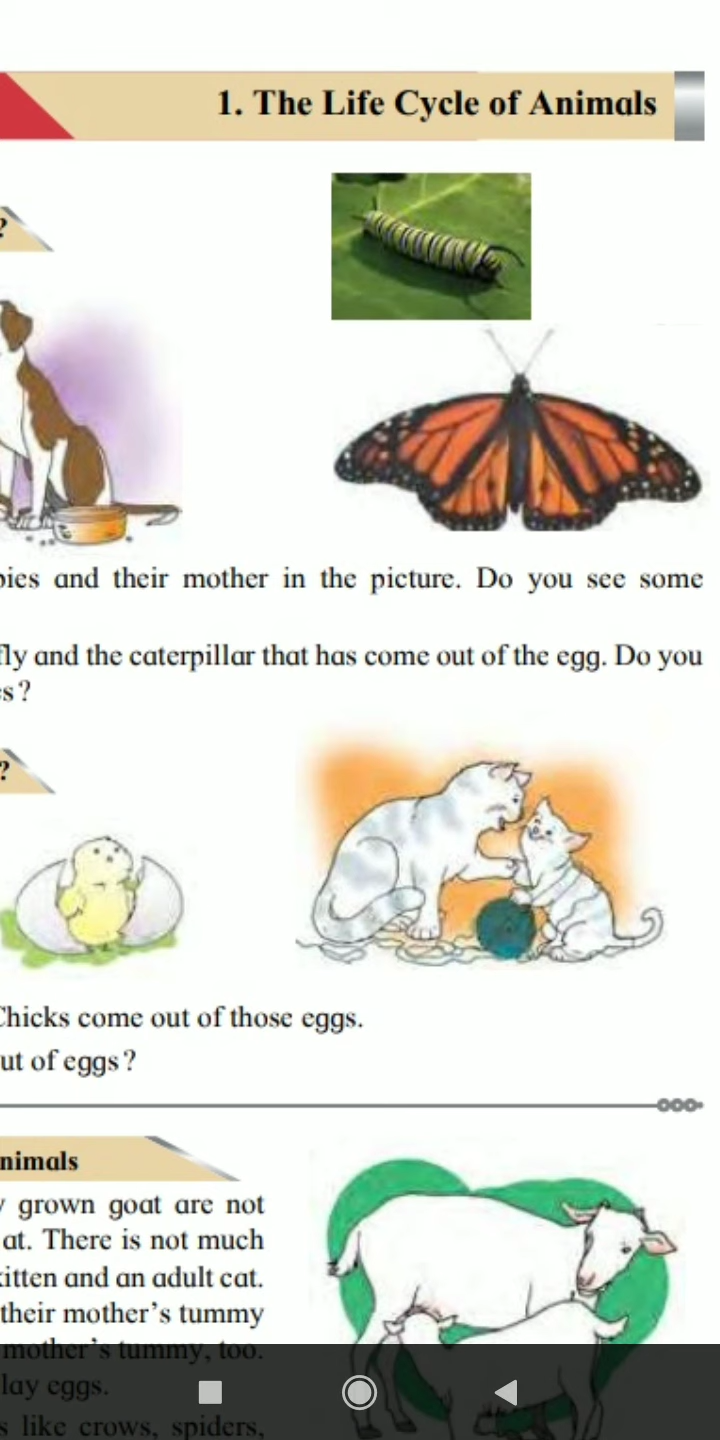 1. The Life Cycle of Animals
?
pies and their mother in the picture. Do you see some
fly and the caterpillar that has come out of the egg. Do you
es?
?
Chicks come out of those eggs.
ut of eggs?
nimals
y grown goat are not
at. There is not much
kitten and an adult cat.
their mother's tummy
mother's tummy, too.
lay eggs.
s like crows, spiders,